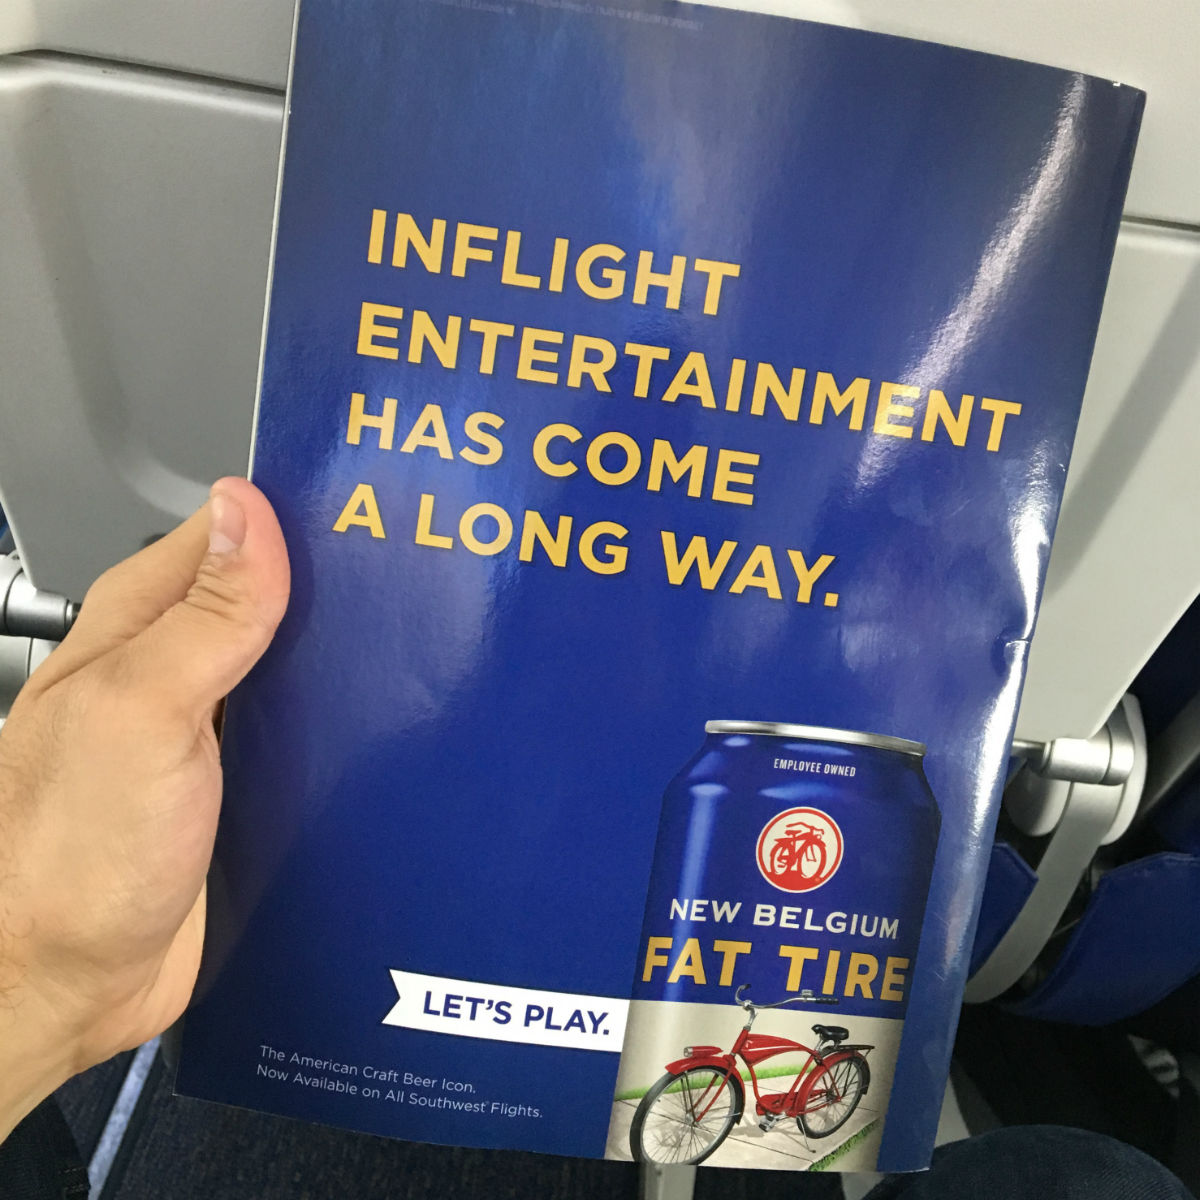 INFLIGHT
ENTERTAINMENT
HAS COME
A LONG WAY.
EMPLOYEE OWNED
NEW BELGIUM
FAT TIRE
LET'S PLAY.
The American Craft Beer Icon.
Now Available on All Southwest Flights.